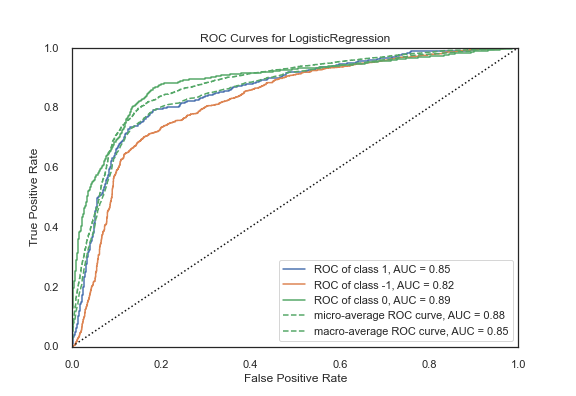 ROC Curves for LogisticRegression
1.0
0.8
0.6
0.4
0.2
0.0
True Positive Rate
ROC of class 1, AUC = 0.85
ROC of class -1, AUC = 0.82
ROC of class 0, AUC = 0.89
micro-average ROC curve, AUC = 0.88
macro-average ROC curve, AUC = 0.85
0.0 0.2 0.4 0.6 0.8 1.0
False Positive Rate